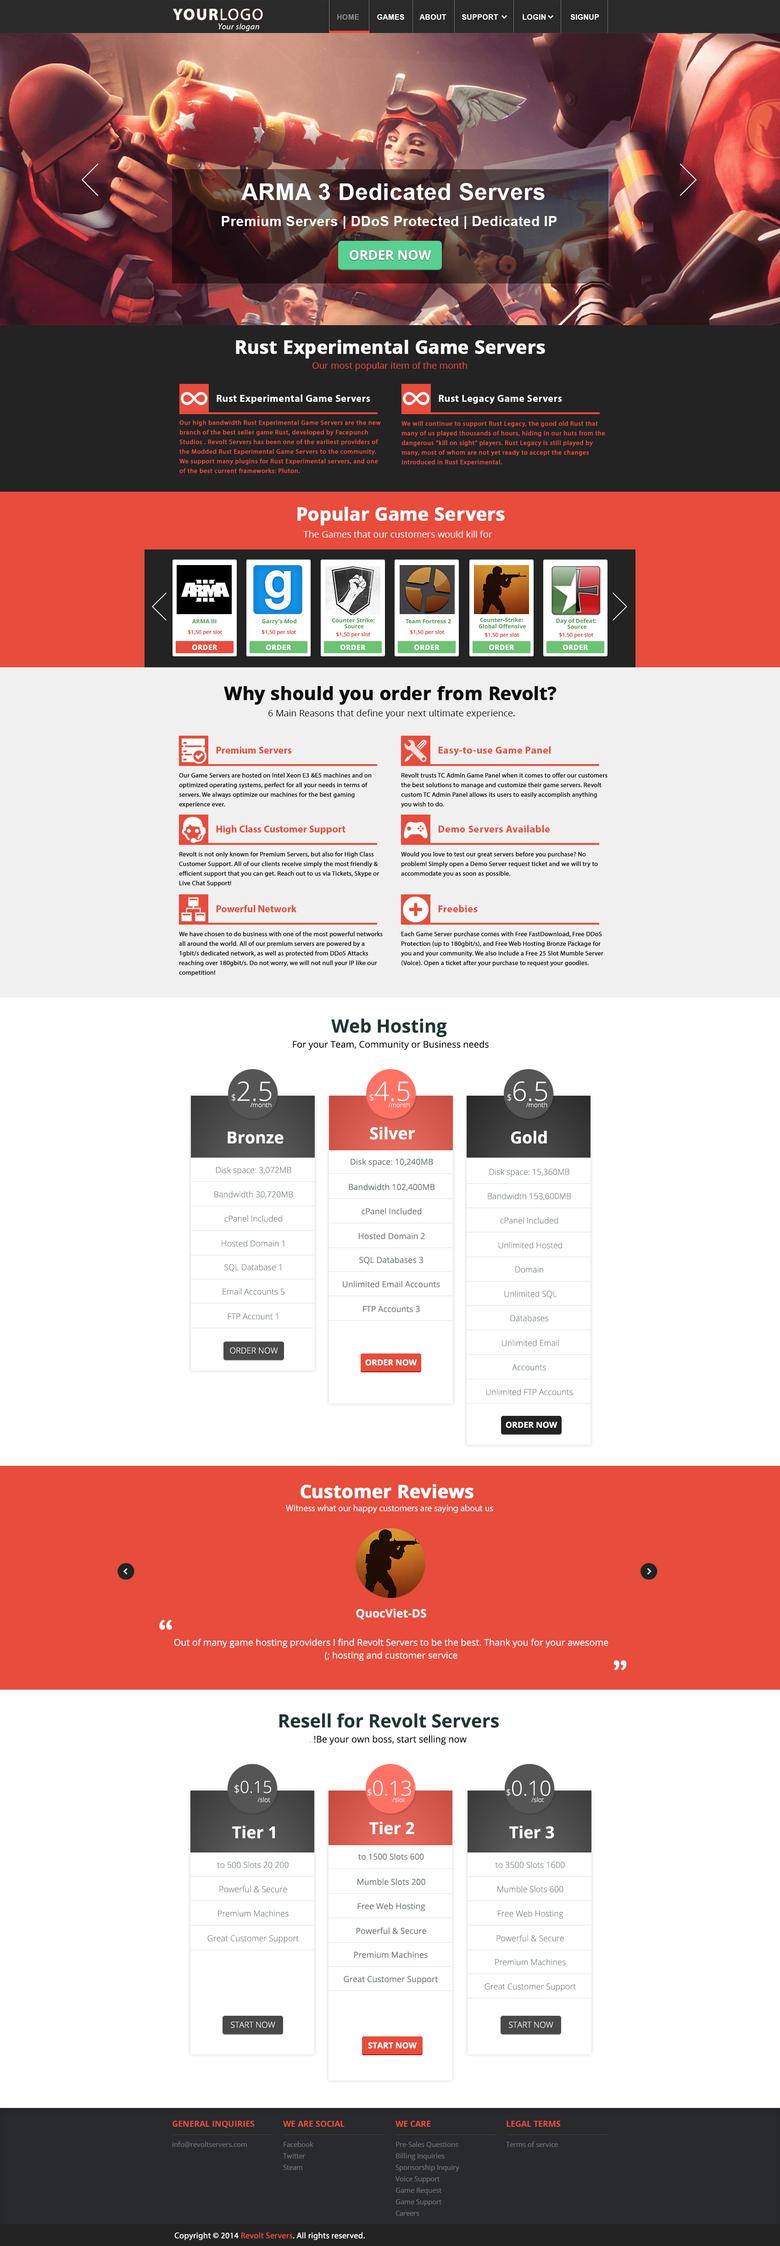 YOURLOGO
Your slogan
HOME GAMES ABOUT SUPPORT LOGIN SIGNUP
ARMA 3 Dedicated Servers
Premium Servers | DDoS Protected | Dedicated IP
ORDER NOW
Rust Experimental Game Servers
Our most popular item of the month
Rust Experimental Game Servers
Our high bandwidth Rust Experimental Game Servers are the new
branch of the best seller game Rust, developed by Facepunch
Studios . Revolt Servers has been one of the earliest providers of
the Modded Rust Experimental Game Servers to the community.
We support many plugins for Rust Experimental servers, and one
of the best current frameworks: Pluton.
Rust Legacy Game Servers
We will continue to support Rust Legacy, the good old Rust that
many of us played thousands of hours, hiding in our huts from the
dangerous "kill on sight" players. Rust Legacy is still played by
many, most of whom are not yet ready to accept the changes
introduced in Rust Experimental.
Popular Game Servers
The Games that our customers would kill for
ARMA III
ARMA III
$1,50 per slot
ORDER
g
Garry's Mod
$1,50 per slot
ORDER
Counter Strike:
Source
$1,50 per slot
ORDER
Team Fortress 2
$1,50 per slot
ORDER
Counter-Strike:
Global Offensive
$1,50 per slot
ORDER
Day of Defeat:
Source
$1,50 per slot
ORDER
Why should you order from Revolt?
6 Main Reasons that define your next ultimate experience.
Premium Servers
Our Game Servers are hosted on Intel Xeon E3 &E5 machines and on
optimized operating systems, perfect for all your needs in terms of
servers. We always optimize our machines for the best gaming
experience ever.
Easy-to-use Game Panel
Revolt trusts TC Admin Game Panel when it comes to offer our customers
the best solutions to manage and customize their game servers. Revolt
custom TC Admin Panel allows its users to easily accomplish anything
you wish to do.
High Class Customer Support
Revolt is not only known for Premium Servers, but also for High Class
Customer Support. All of our clients receive simply the most friendly &
efficient support that you can get. Reach out to us via Tickets, Skype or
Live Chat Support!
Demo Servers Available
Would you love to test our great servers before you purchase? No
problem! Simply open a Demo Server request ticket and we will try to
accommodate you as soon as possible.
Powerful Network
We have chosen to do business with one of the most powerful networks
all around the world. All of our premium servers are powered by a
1gbit/s dedicated network, as well as protected from DDoS Attacks
reaching over 180gbit/s. Do not worry, we will not null your IP like our
competition!
Freebies
Each Game Server purchase comes with Free FastDownload, Free DDoS
Protection (up to 180gbit/s), and Free Web Hosting Bronze Package for
you and your community. We also include a Free 25 Slot Mumble Server
(Voice). Open a ticket after your purchase to request your goodies.
Web Hosting
For your Team, Community or Business needs
$2.5
/month
Bronze
Disk space: 3,072MB
Bandwidth 30,720MB
cPanel Included
Hosted Domain 1
SQL Database 1
Email Accounts 5
FTP Account 1
ORDER NOW
$4.5
/month
Silver
Disk space: 10,240MB
Bandwidth 102,400MB
cPanel Included
Hosted Domain 2
SQL Databases 3
Unlimited Email Accounts
FTP Accounts 3
ORDER NOW
$6.5
/month
Gold
Disk space: 15,360MB
Bandwidth 153,600MB
cPanel Included
Unlimited Hosted
Domain
Unlimited SQL
Databases
Unlimited Email
Accounts
Unlimited FTP Accounts
ORDER NOW
Customer Reviews
Witness what our happy customers are saying about us
QuocViet-DS
“
Out of many game hosting providers I find Revolt Servers to be the best. Thank you for your awesome
(; hosting and customer service
”
Resell for Revolt Servers
.!Be your own boss, start selling now
$0.15
/slot
Tier 1
to 500 Slots 20 200
Powerful & Secure
Premium Machines
Great Customer Support
START NOW
$0.13
/slot
Tier 2
to 1500 Slots 600
Mumble Slots 200
Free Web Hosting
Powerful & Secure
Premium Machines
Great Customer Support
START NOW
$0.10
/slot
Tier 3
to 3500 Slots 1600
Mumble Slots 600
Free Web Hosting
Powerful & Secure
Premium Machines
Great Customer Support
START NOW
GENERAL INQUIRIES
info@revoltservers.com
WE ARE SOCIAL
Facebook
Twitter
Steam
WE CARE
Pre-Sales Questions
Billing Inquiries
Sponsorship Inquiry
Voice Support
Game Request
Game Support
Careers
LEGAL TERMS
Terms of service
Copyright © 2014 Revolt Servers. All rights reserved.